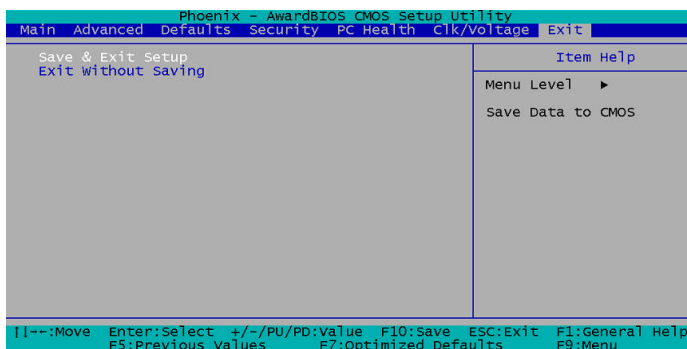 Phoenix - AwardBIOS CMOS Setup Utility
Main Advanced Defaults Security PC Health Clk/Voltage Exit
Save & Exit Setup
Exit Without Saving
Item Help
Menu Level ►
Save Data to CMOS
↑↓→←:Move Enter:Select +/-/PU/PD:Value F10:Save ESC:Exit F1:General Help
F5:Previous Values F7:Optimized Defaults F9:Menu